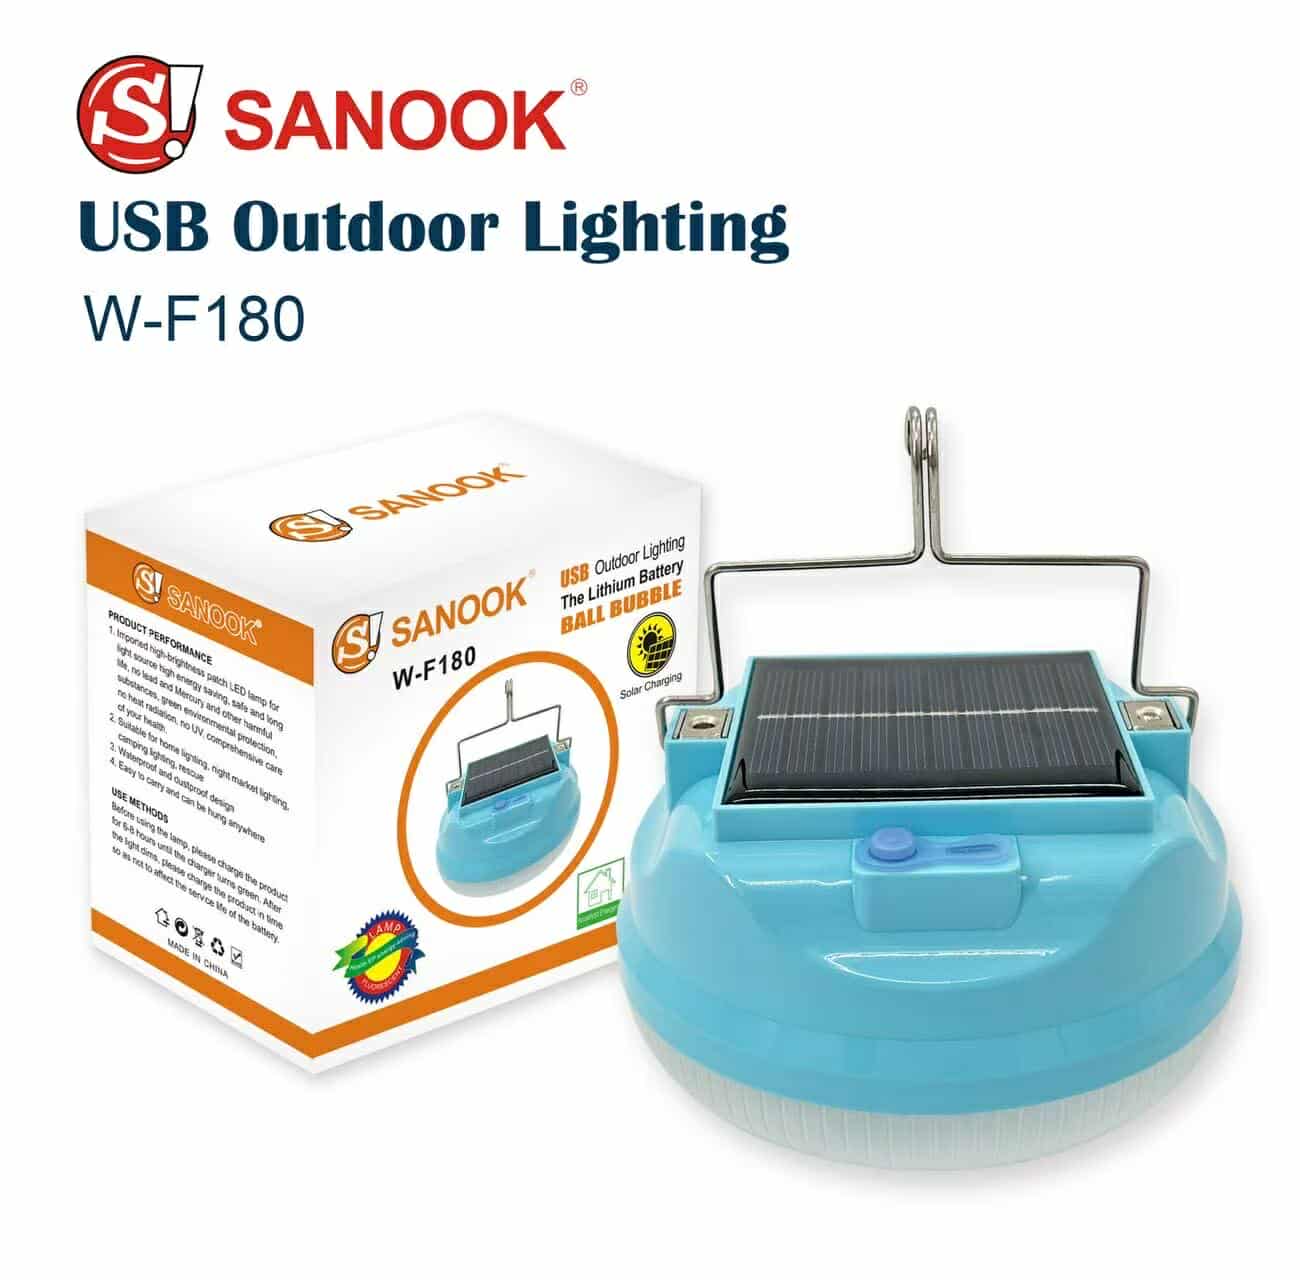 S! SANOOK®
USB Outdoor Lighting
W-F180
S! SANOOK
S! SANOOK®
PRODUCT PERFORMANCE
1. Imported high-brightness patch LED lamp for
light source high energy saving, safe and long
life, no lead and Mercury and other harmful
substances, green environmental protection,
no heat radiation, no UV, comprehensive care
of your health.
2. Suitable for home lighting, night market lighting,
camping lighting, rescue
3. Waterproof and dustproof design
4. Easy to carry and can be hung anywhere
USE METHODS
Before using the lamp, please charge the product
for 6-8 hours until the charger turns green. After
the light dims, please charge the product in time
so as not to affect the service life of the battery.
MADE IN CHINA
S! SANOOK®
W-F180
USB Outdoor Lighting
The Lithium Battery
BALL BUBBLE
Solar Charging
LAMP
FLUORESCENT